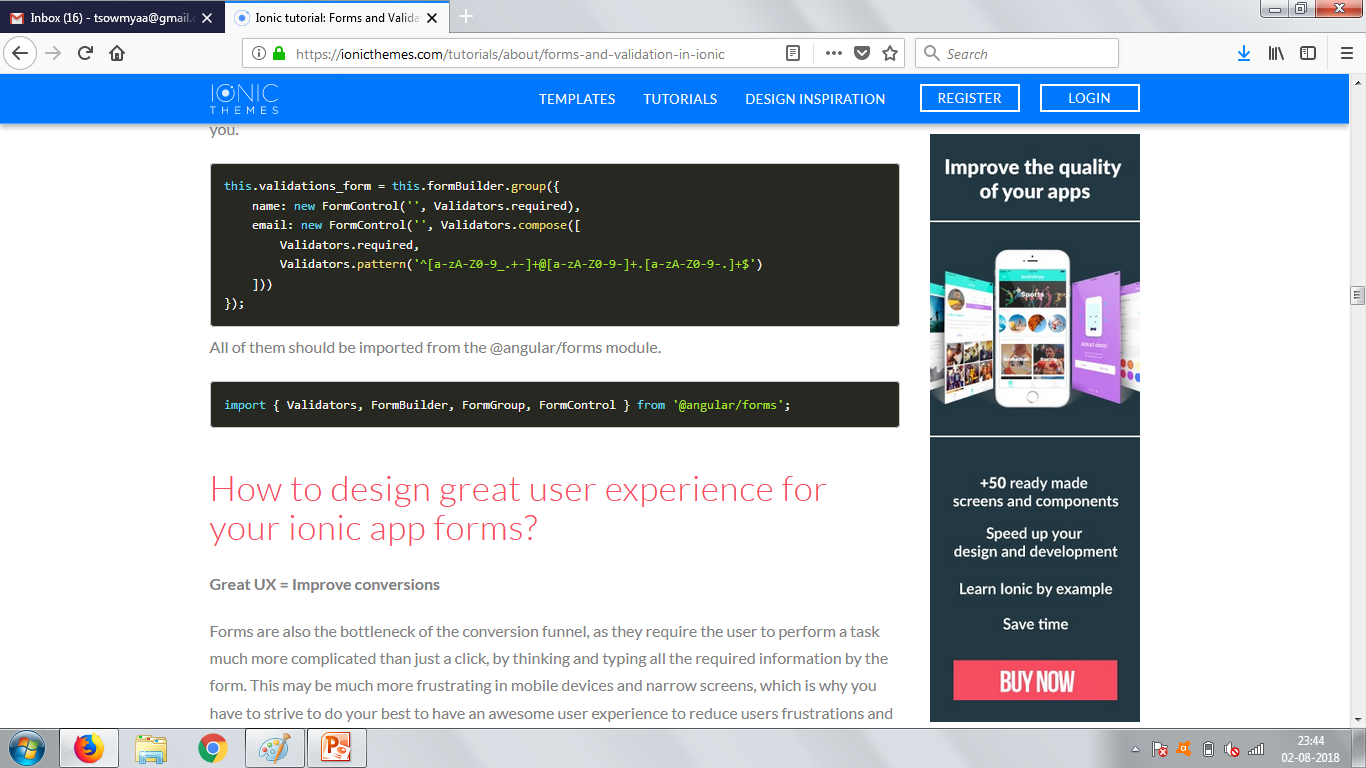 Inbox (16) - tsowmyaa@gmail.c
Ionic tutorial: Forms and Valida
https://ionicthemes.com/tutorials/about/forms-and-validation-in-ionic
Search
IONIC
THEMES
TEMPLATES
TUTORIALS
DESIGN INSPIRATION
REGISTER
LOGIN
you.
this.validations_form = this.formBuilder.group({
name: new FormControl('', Validators.required),
email: new FormControl('', Validators.compose([
Validators.required,
Validators.pattern('^[a-zA-Z0-9_.+-]+@[a-zA-Z0-9-]+.[a-zA-Z0-9-.]+$')
]))
});
All of them should be imported from the @angular/forms module.
import { Validators, FormBuilder, FormGroup, FormControl } from '@angular/forms';
How to design great user experience for
your ionic app forms?
Great UX = Improve conversions
Forms are also the bottleneck of the conversion funnel, as they require the user to perform a task
much more complicated than just a click, by thinking and typing all the required information by the
form. This may be much more frustrating in mobile devices and narrow screens, which is why you
have to strive to do your best to have an awesome user experience to reduce users frustrations and
Improve the quality
of your apps
Sports
+50 ready made
screens and components
Speed up your
design and development
Learn Ionic by example
Save time
BUY NOW
23:44
02-08-2018